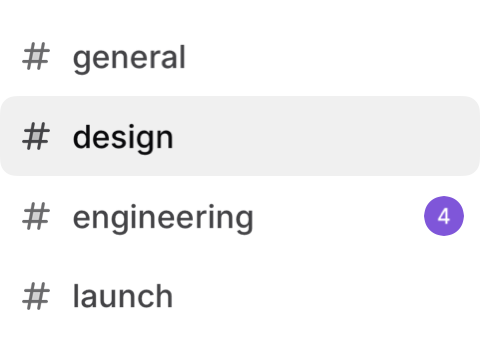 # general
# design
# engineering 4
# launch